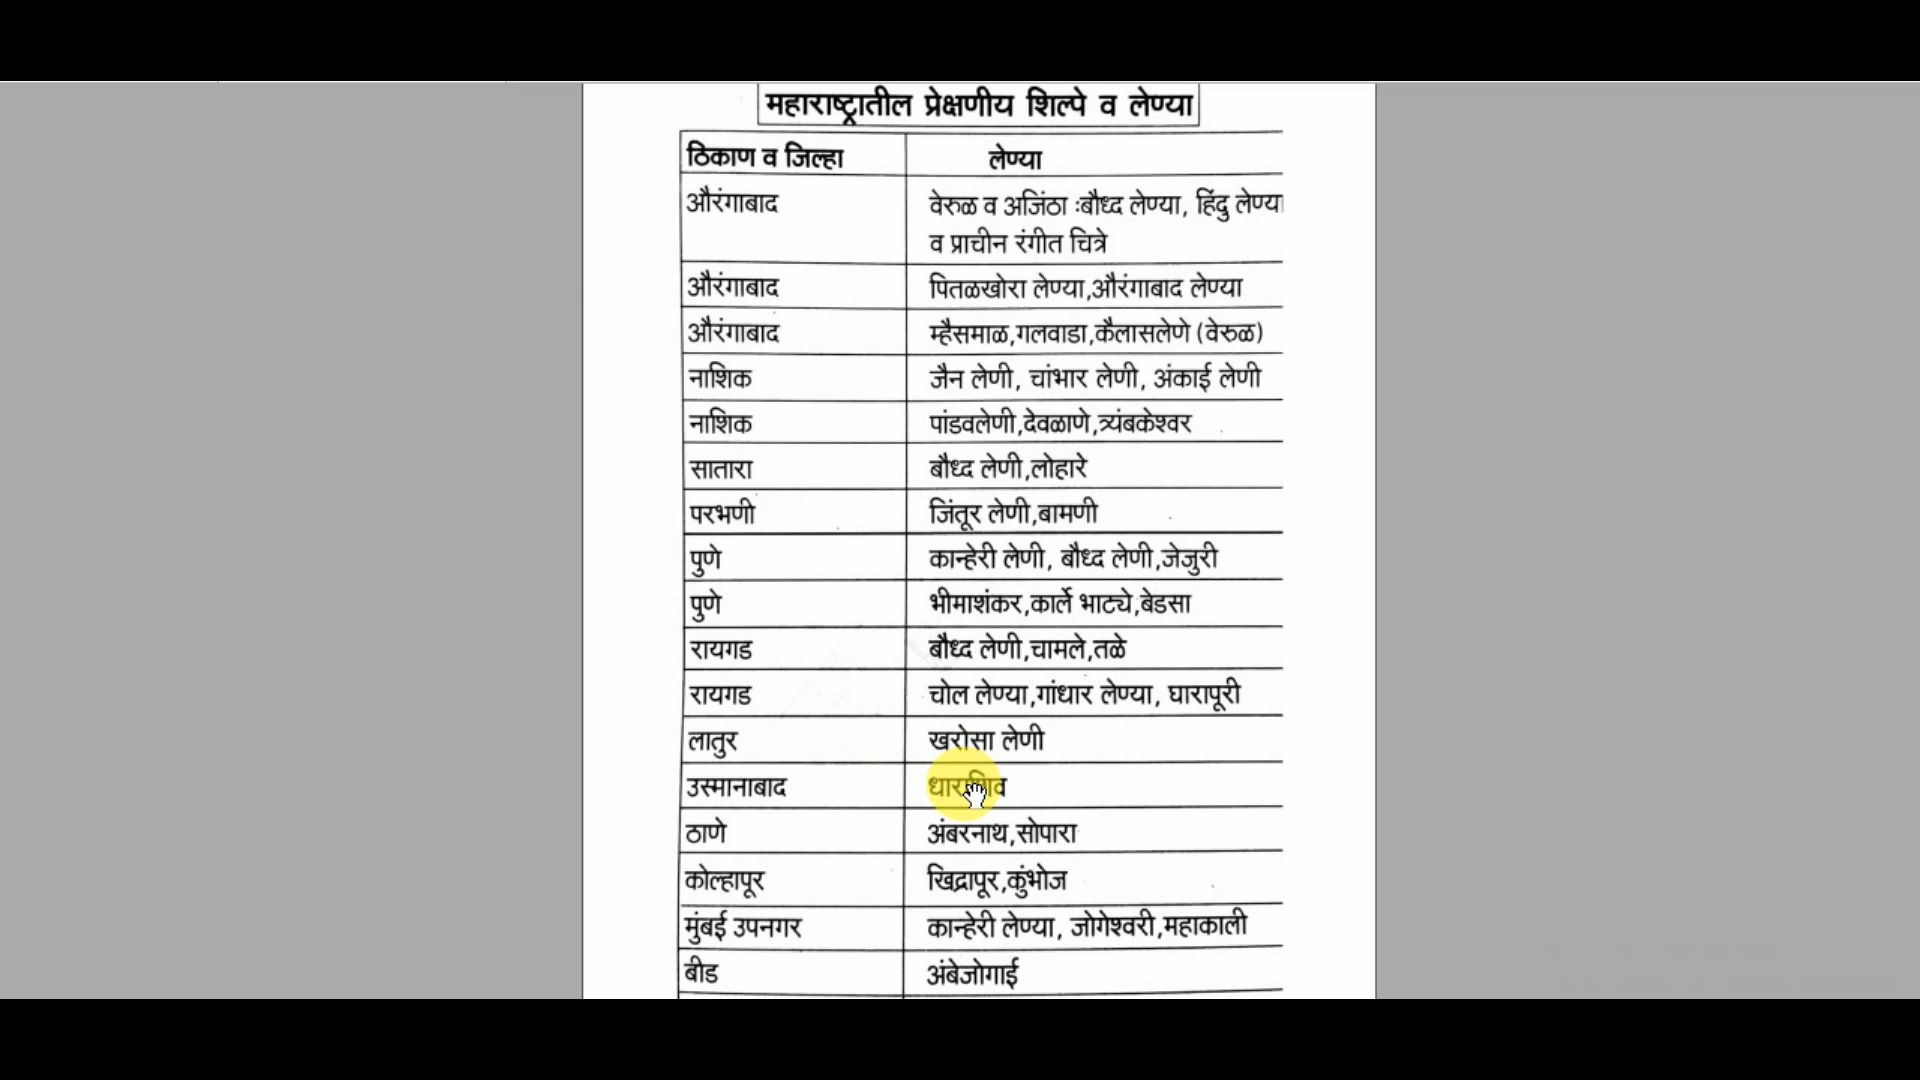 महाराष्ट्रातील प्रेक्षणीय शिल्पे व लेण्या
ठिकाण व जिल्हा लेण्या
औरंगाबाद वेरुळ व अजिंठा :बौध्द लेण्या, हिंदु लेण्या
व प्राचीन रंगीत चित्रे
औरंगाबाद पितळखोरा लेण्या,औरंगाबाद लेण्या
औरंगाबाद म्हैसमाळ,गलवाडा,कैलासलेणे (वेरुळ)
नाशिक जैन लेणी, चांभार लेणी, अंकाई लेणी
नाशिक पांडवलेणी,देवळाणे,त्र्यंबकेश्वर
सातारा बौध्द लेणी,लोहारे
परभणी जिंतूर लेणी,बामणी
पुणे कान्हेरी लेणी, बौध्द लेणी,जेजुरी
पुणे भीमाशंकर,कार्ले भाट्ये,बेडसा
रायगड बौध्द लेणी,चामले,तळे
रायगड चोल लेण्या,गांधार लेण्या, घारापूरी
लातुर खरोसा लेणी
उस्मानाबाद
ठाणे अंबरनाथ,सोपारा
कोल्हापूर खिद्रापूर,कुंभोज
मुंबई उपनगर कान्हेरी लेण्या, जोगेश्वरी,महाकाली
बीड अंबेजोगाई